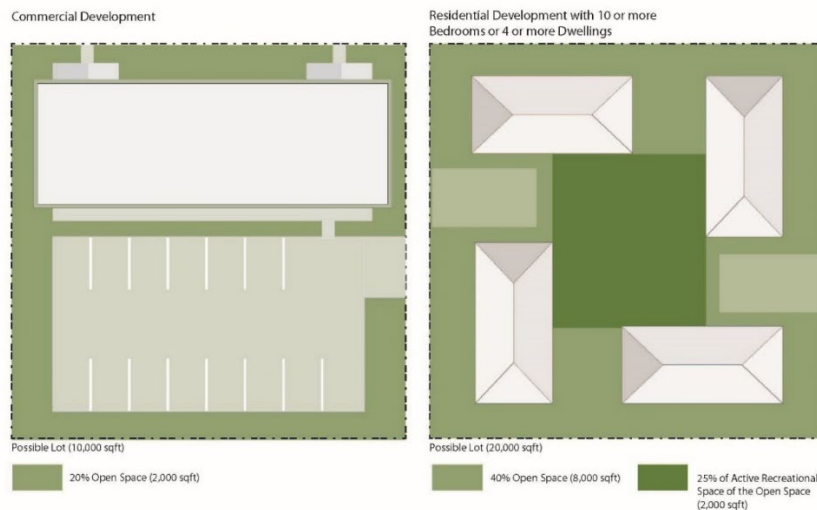 Commercial Development
Residential Development with 10 or more
Bedrooms or 4 or more Dwellings
Possible Lot (10,000 sqft)
20% Open Space (2,000 sqft)
Possible Lot (20,000 sqft)
40% Open Space (8,000 sqft)
25% of Active Recreational
Space of the Open Space
(2,000 sqft)